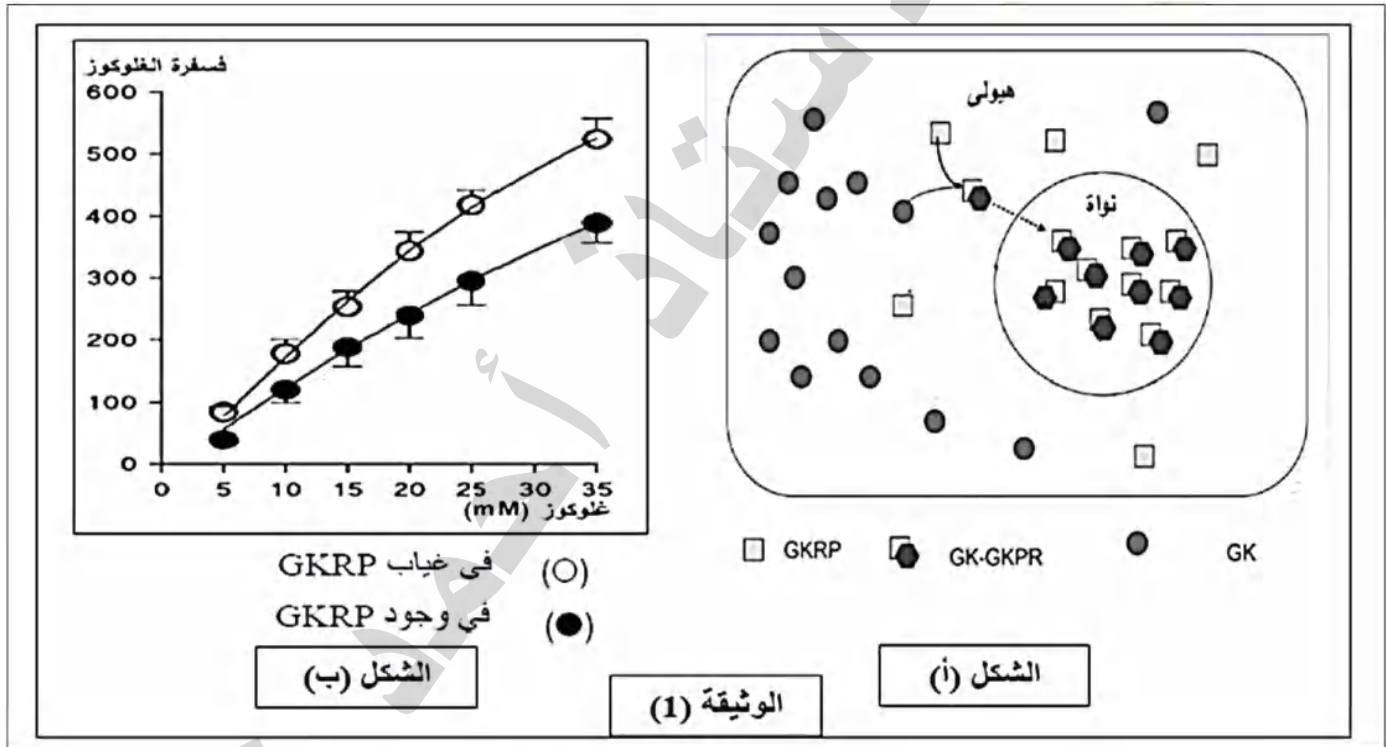 فسفرة الغلوكوز
600
500
400
300
200
100
0
0 5 10 15 20 25 30 35
غلوكوز (mM)
(○) في غياب GKRP
(●) في وجود GKRP
الشكل (ب)
هيولى
نواة
أ
GKRP
GK-GKPR
GK
الشكل (أ)
الوثيقة (1)
أحمد